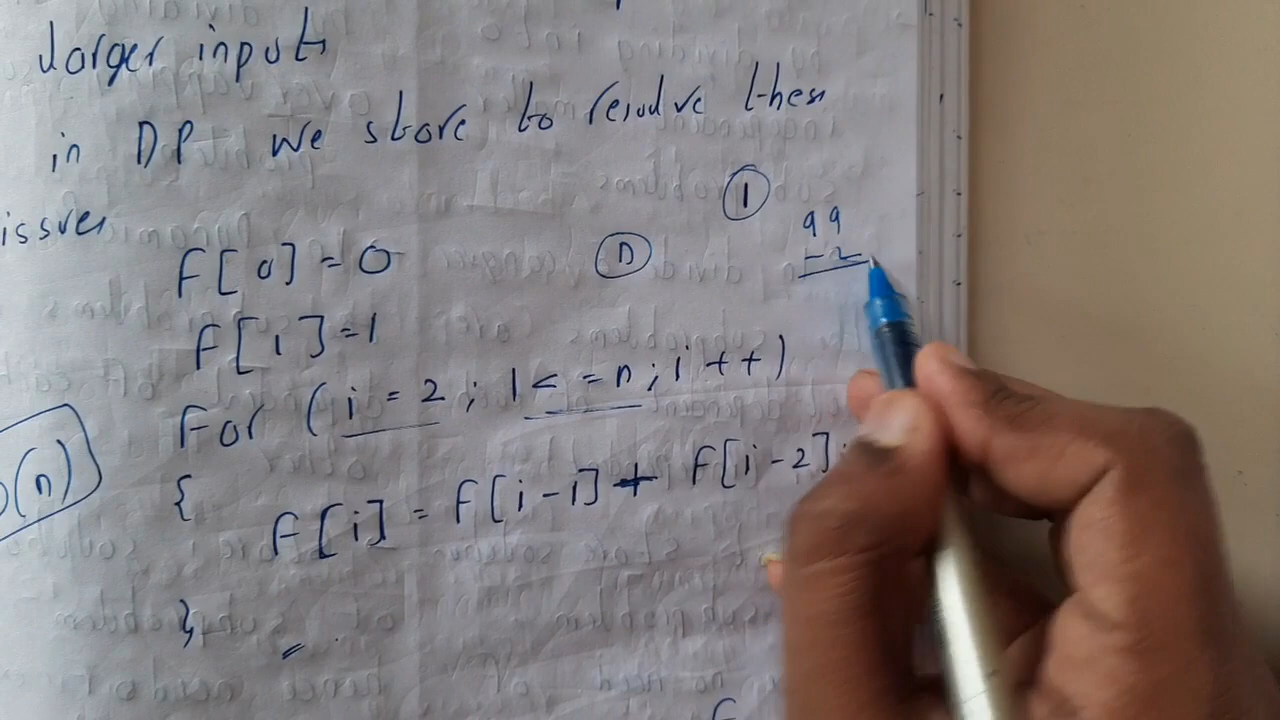 larger inputs
in DP we store to resolve these
issues
①
99
-2
F[0]=0
ⓝ
F[1]=1
For (i=2; i<=n; i++)
(n)
{
F[i] = F[i-1] + F[i-2];
}